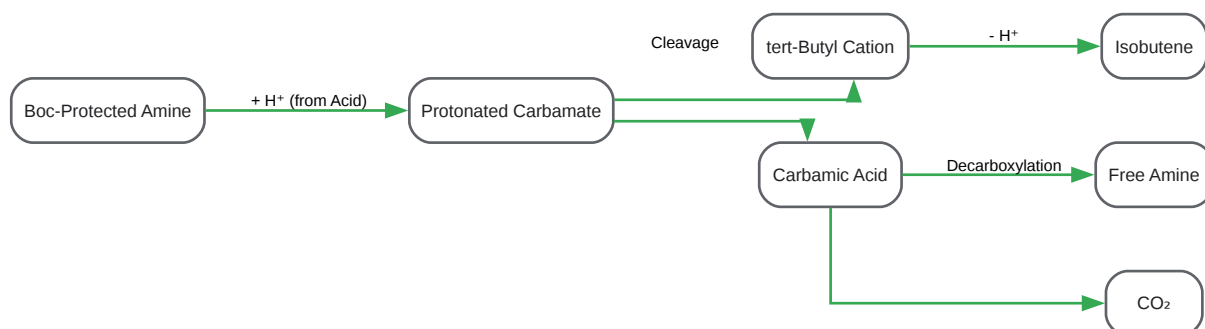 Boc-Protected Amine
+ H⁺ (from Acid)
Protonated Carbamate
Cleavage
tert-Butyl Cation
- H⁺
Isobutene
Carbamic Acid
Decarboxylation
Free Amine
CO₂